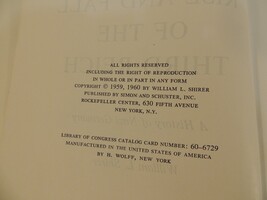 ALL RIGHTS RESERVED
INCLUDING THE RIGHT OF REPRODUCTION
IN WHOLE OR IN PART IN ANY FORM
COPYRIGHT © 1959, 1960 BY WILLIAM L. SHIRER
PUBLISHED BY SIMON AND SCHUSTER, INC.
ROCKEFELLER CENTER, 630 FIFTH AVENUE
NEW YORK, N.Y.
LIBRARY OF CONGRESS CATALOG CARD NUMBER: 60–6729
MANUFACTURED IN THE UNITED STATES OF AMERICA
BY H. WOLFF, NEW YORK